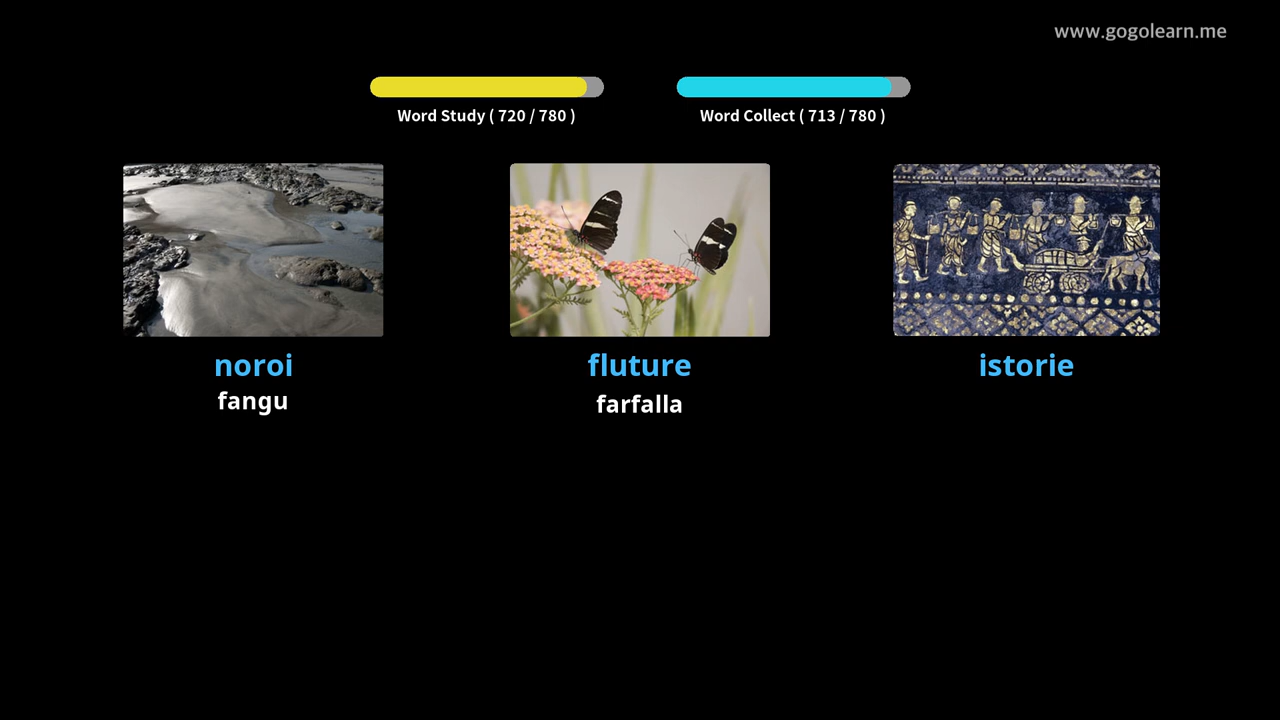 www.gogolearn.me
Word Study ( 720 / 780 )
Word Collect ( 713 / 780 )
noroi
fangu
fluture
farfalla
istorie